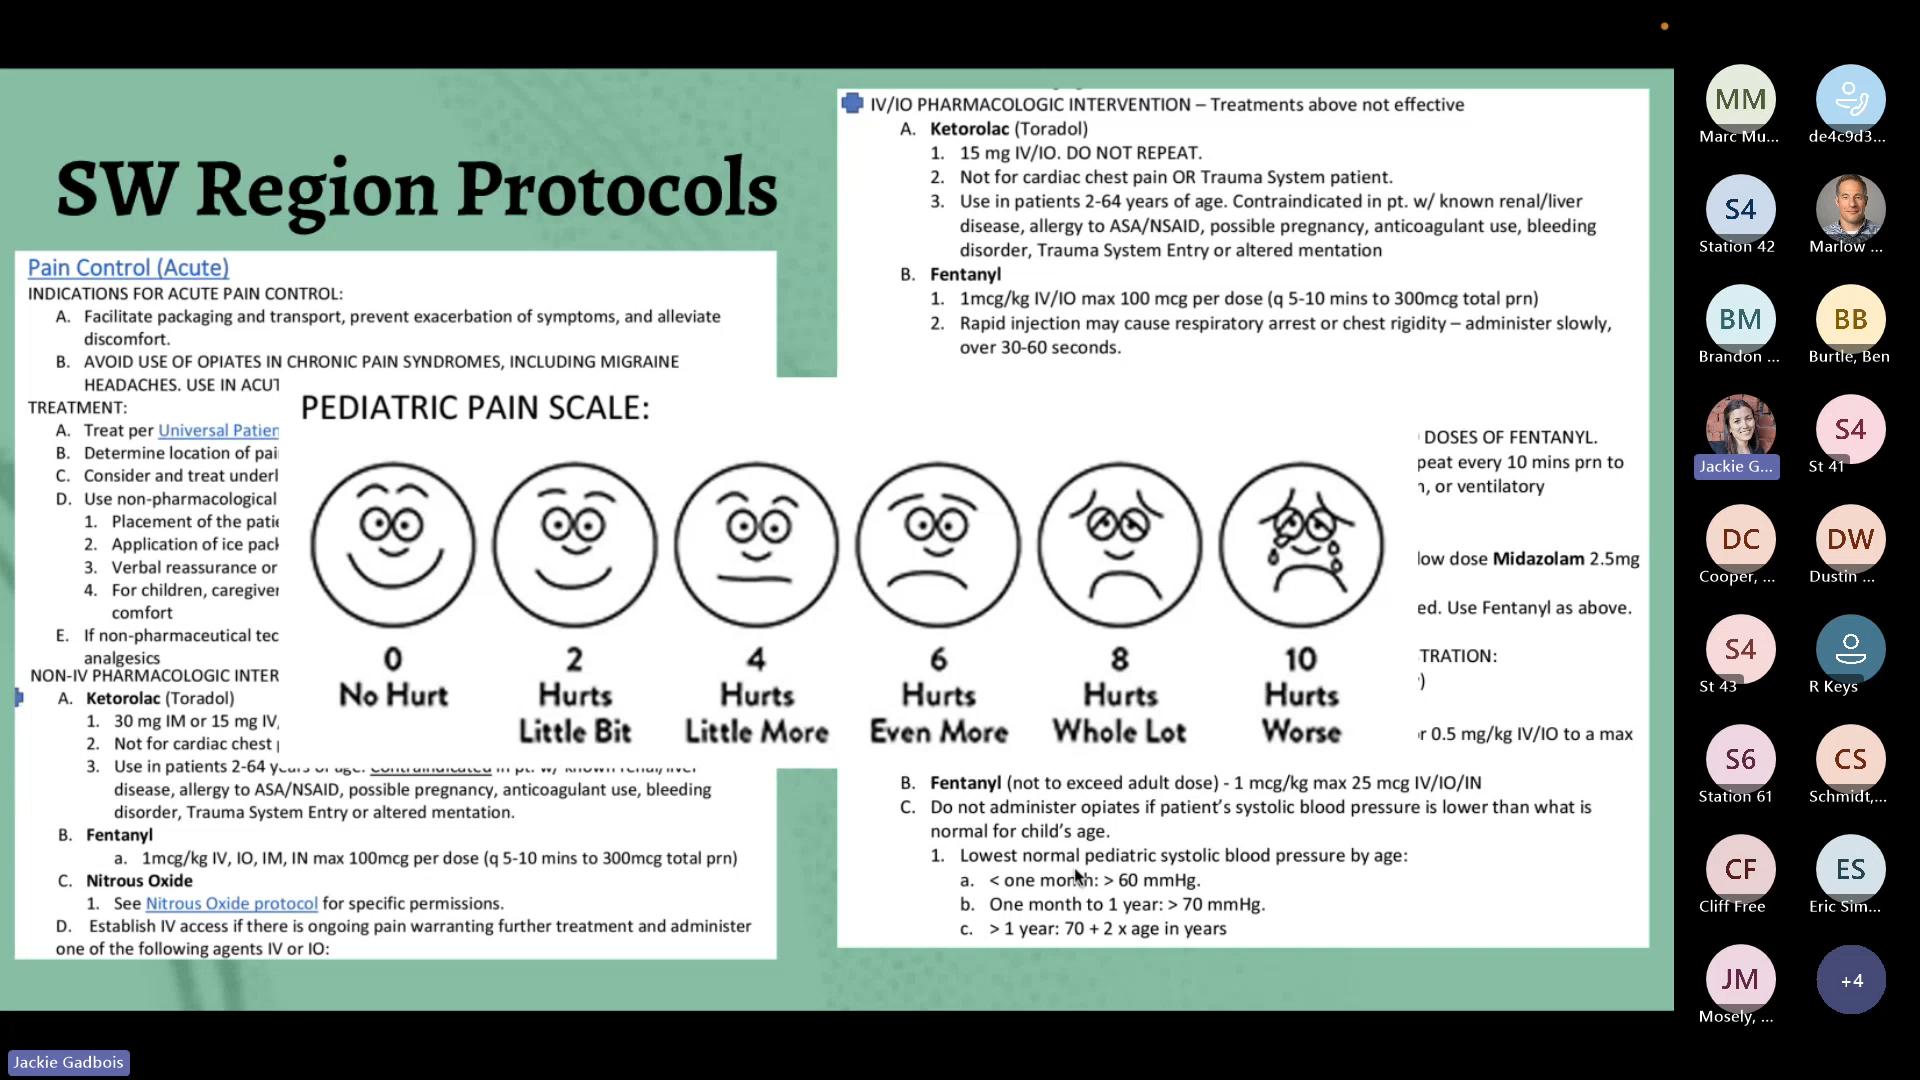 SW Region Protocols
Pain Control (Acute)
INDICATIONS FOR ACUTE PAIN CONTROL:
A. Facilitate packaging and transport, prevent exacerbation of symptoms, and alleviate
discomfort.
B. AVOID USE OF OPIATES IN CHRONIC PAIN SYNDROMES, INCLUDING MIGRAINE
HEADACHES. USE IN ACUT
TREATMENT:
A. Treat per Universal Patien
B. Determine location of pai
C. Consider and treat underl
D. Use non-pharmacological
1. Placement of the patie
2. Application of ice pack
3. Verbal reassurance or
4. For children, caregiver
comfort
E. If non-pharmaceutical tec
analgesics
NON-IV PHARMACOLOGIC INTER
A. Ketorolac (Toradol)
1. 30 mg IM or 15 mg IV,
2. Not for cardiac chest
3. Use in patients 2-64 years of age. Contraindicated in pt. w/ known renal/liver
disease, allergy to ASA/NSAID, possible pregnancy, anticoagulant use, bleeding
disorder, Trauma System Entry or altered mentation.
B. Fentanyl
a. 1mcg/kg IV, IO, IM, IN max 100mcg per dose (q 5-10 mins to 300mcg total prn)
C. Nitrous Oxide
1. See Nitrous Oxide protocol for specific permissions.
D. Establish IV access if there is ongoing pain warranting further treatment and administer
one of the following agents IV or IO:
PEDIATRIC PAIN SCALE:
0 2 4 6 8 10
No Hurt Hurts Hurts Hurts Hurts Hurts
Little Bit Little More Even More Whole Lot Worse
IV/IO PHARMACOLOGIC INTERVENTION – Treatments above not effective
A. Ketorolac (Toradol)
1. 15 mg IV/IO. DO NOT REPEAT.
2. Not for cardiac chest pain OR Trauma System patient.
3. Use in patients 2-64 years of age. Contraindicated in pt. w/ known renal/liver
disease, allergy to ASA/NSAID, possible pregnancy, anticoagulant use, bleeding
disorder, Trauma System Entry or altered mentation
B. Fentanyl
1. 1mcg/kg IV/IO max 100 mcg per dose (q 5-10 mins to 300mcg total prn)
2. Rapid injection may cause respiratory arrest or chest rigidity – administer slowly,
over 30-60 seconds.
DOSES OF FENTANYL.
peat every 10 mins prn to
n, or ventilatory
low dose Midazolam 2.5mg
ed. Use Fentanyl as above.
TRATION:
)
or 0.5 mg/kg IV/IO to a max
B. Fentanyl (not to exceed adult dose) - 1 mcg/kg max 25 mcg IV/IO/IN
C. Do not administer opiates if patient's systolic blood pressure is lower than what is
normal for child's age.
1. Lowest normal pediatric systolic blood pressure by age:
a. < one month: > 60 mmHg.
b. One month to 1 year: > 70 mmHg.
c. > 1 year: 70 + 2 x age in years
MM
Marc Mu...
de4c9d3...
S4
Station 42
Marlow ...
BM
Brandon ...
BB
Burtle, Ben
Jackie G...
S4
St 41
DC
Cooper, ...
DW
Dustin ...
S4
St 43
R Keys
S6
Station 61
CS
Schmidt,...
CF
Cliff Free
ES
Eric Sim...
JM
Mosely, ...
+4
Jackie Gadbois